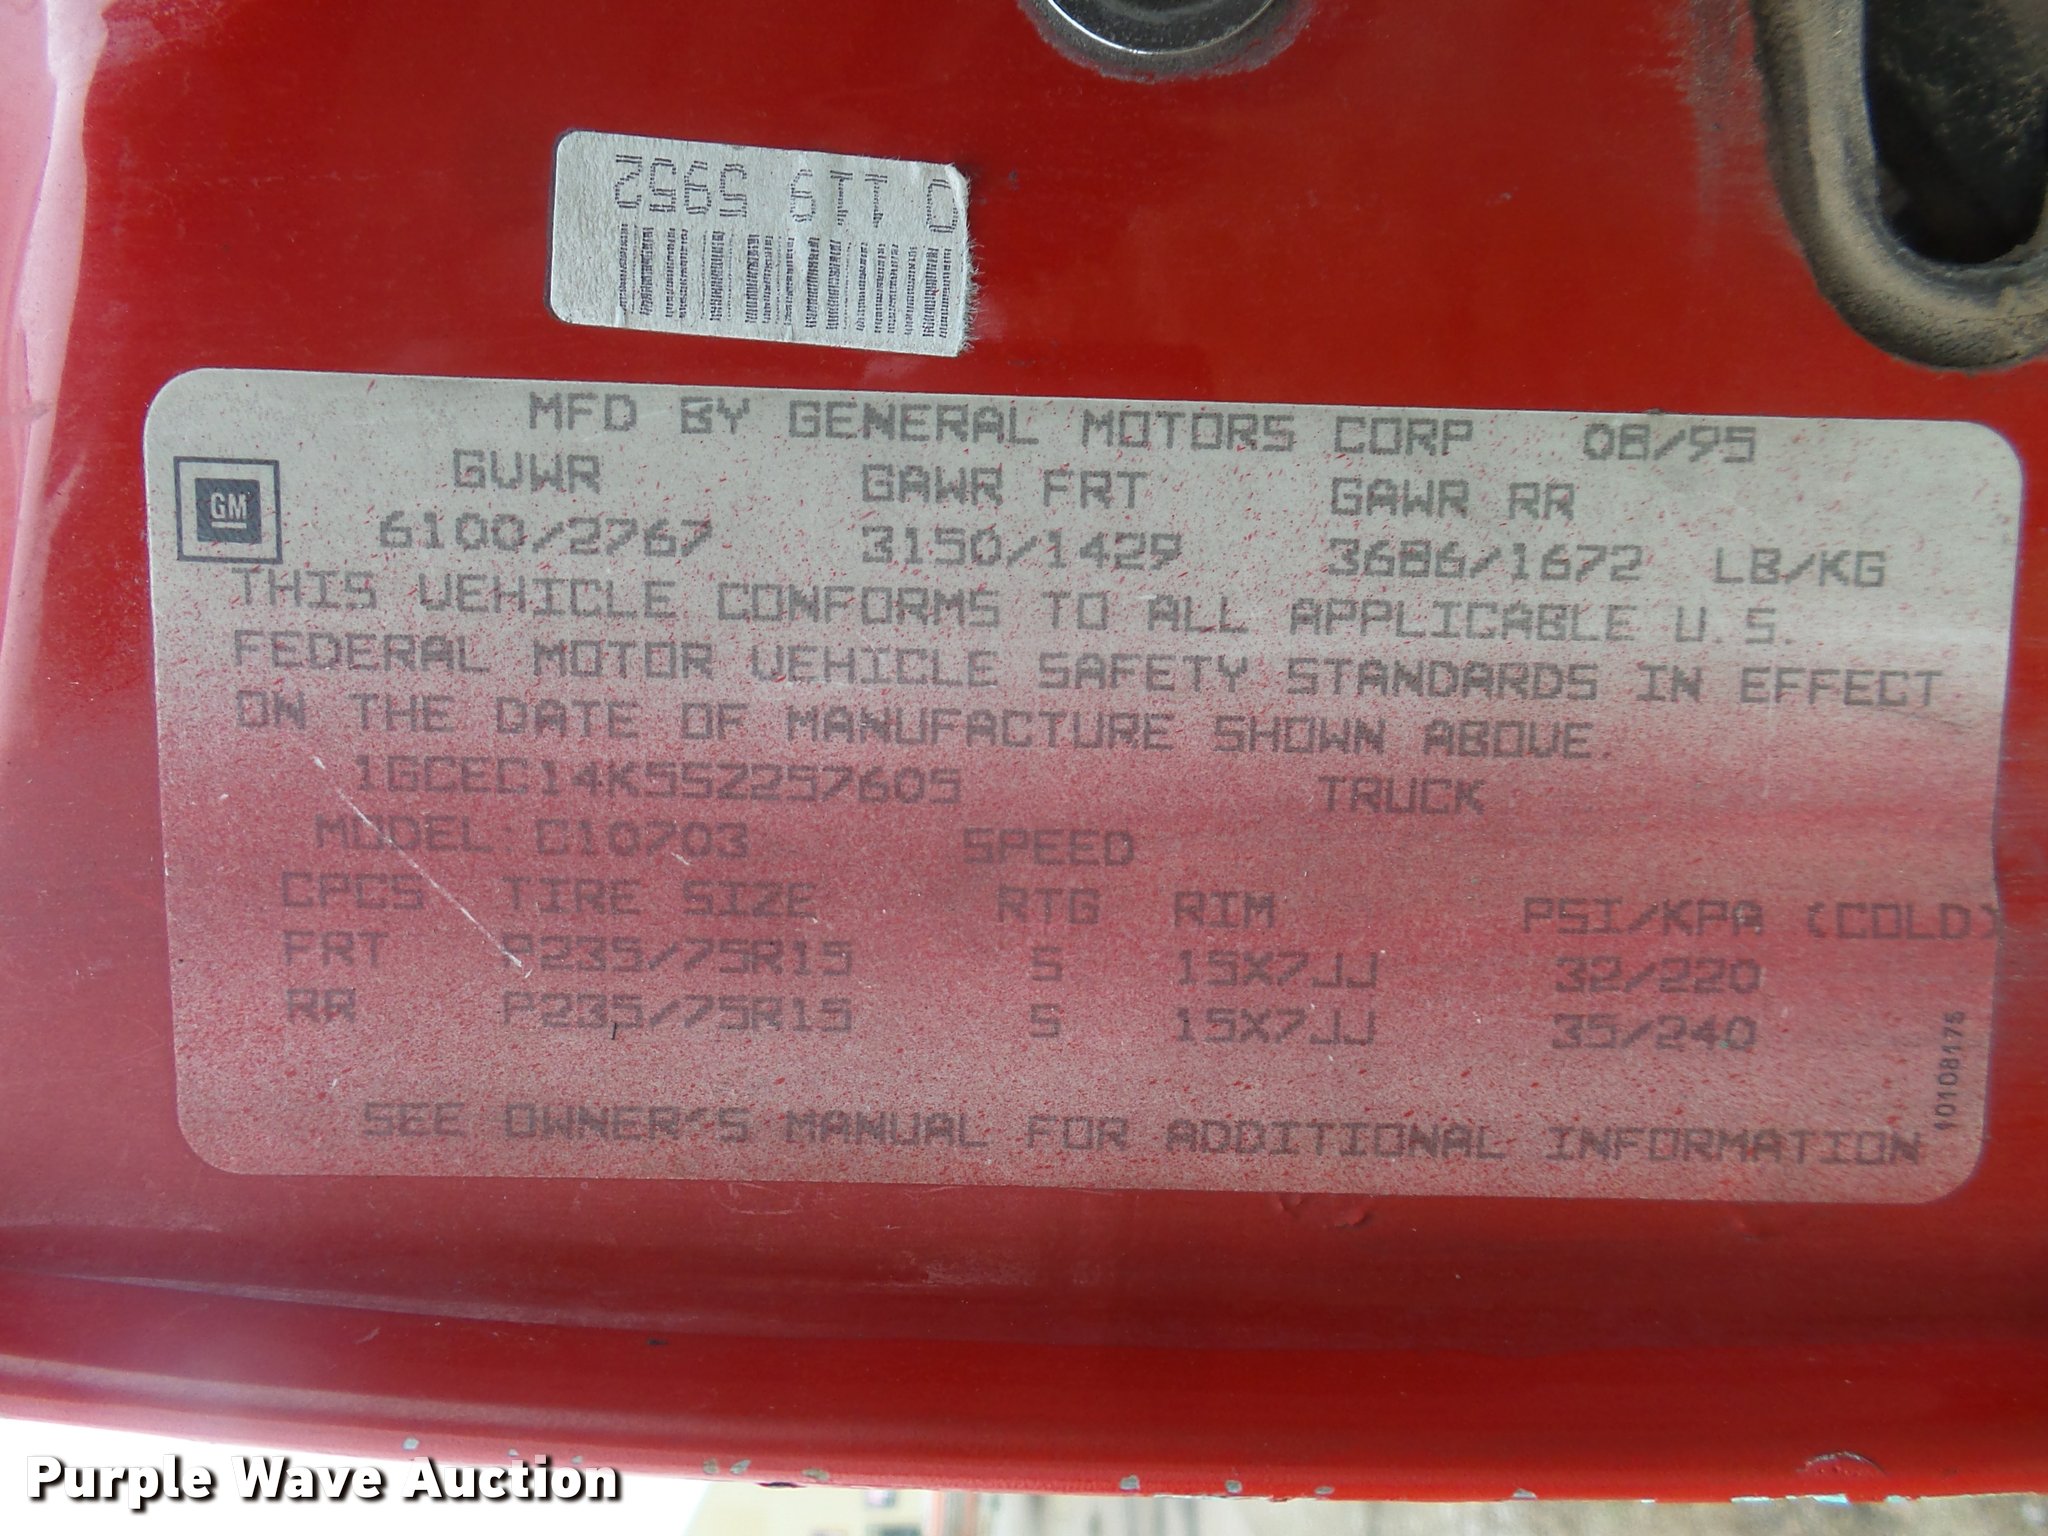 0 119 5952
MFD BY GENERAL MOTORS CORP 08/95
GVWR GAWR FRT GAWR RR
6100/2767 3150/1429 3686/1672 LB/KG
GM
THIS VEHICLE CONFORMS TO ALL APPLICABLE U.S.
FEDERAL MOTOR VEHICLE SAFETY STANDARDS IN EFFECT
ON THE DATE OF MANUFACTURE SHOWN ABOVE.
1GCEC14K5SZ257605 TRUCK
MODEL: C10703 SPEED
CPCS TIRE SIZE RTG RIM PSI/KPA (COLD)
FRT P235/75R15 S 15X7JJ 32/220
RR P235/75R15 S 15X7JJ 35/240
SEE OWNER'S MANUAL FOR ADDITIONAL INFORMATION
10108176
Purple Wave Auction